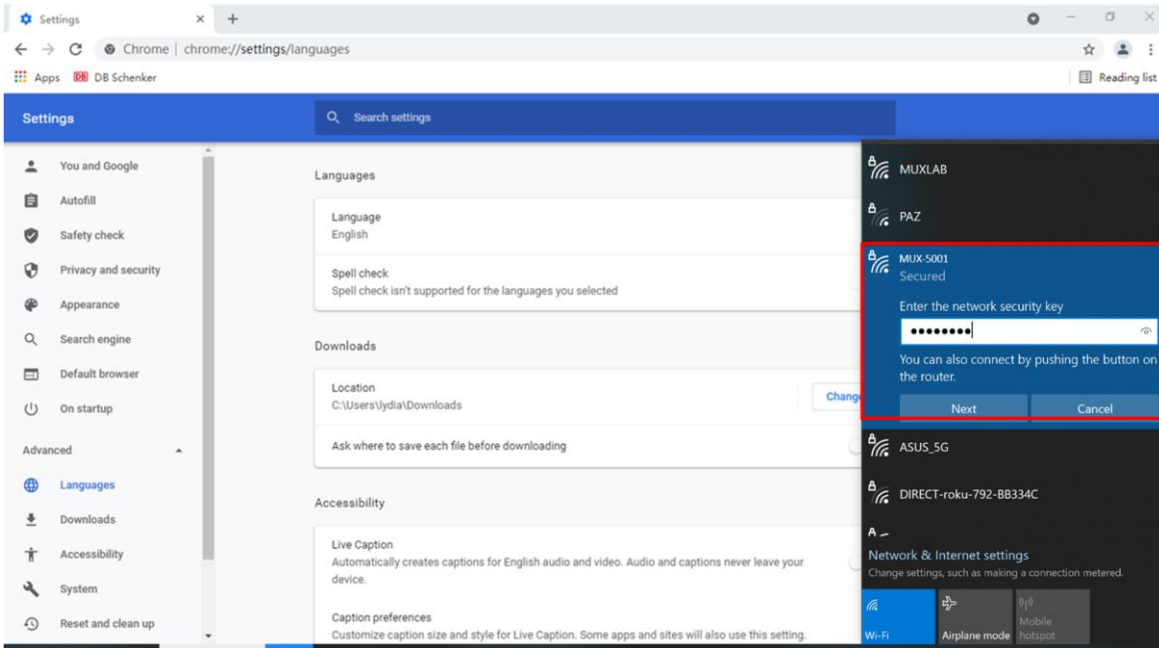 Settings
Chrome | chrome://settings/languages
Apps DB DB Schenker Reading list
Settings
Search settings
You and Google
Autofill
Safety check
Privacy and security
Appearance
Search engine
Default browser
On startup
Advanced
Languages
Downloads
Accessibility
System
Reset and clean up
Languages
Language
English
Spell check
Spell check isn't supported for the languages you selected
Downloads
Location
C:\Users\lydia\Downloads
Change
Ask where to save each file before downloading
Accessibility
Live Caption
Automatically creates captions for English audio and video. Audio and captions never leave your
device.
Caption preferences
Customize caption size and style for Live Caption. Some apps and sites will also use this setting.
MUXLAB
PAZ
MUX-5001
Secured
Enter the network security key
••••••••
You can also connect by pushing the button on
the router.
Next Cancel
ASUS_5G
DIRECT-roku-792-BB334C
Network & Internet settings
Change settings, such as making a connection metered.
Wi-Fi
Airplane mode
Mobile
hotspot